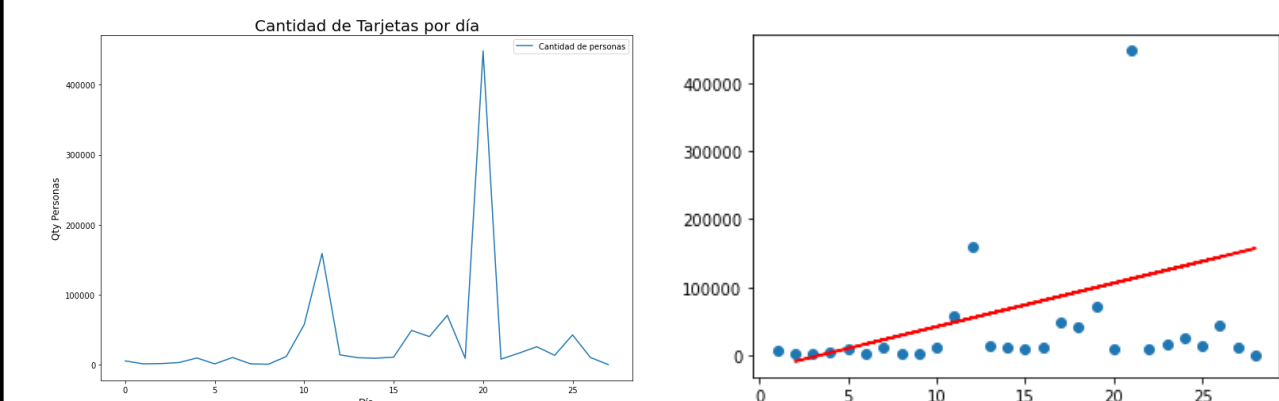 Cantidad de Tarjetas por día
Cantidad de personas
Qty Personas
400000
300000
200000
100000
0
0 5 10 15 20 25
Día
400000
300000
200000
100000
0
0 5 10 15 20 25